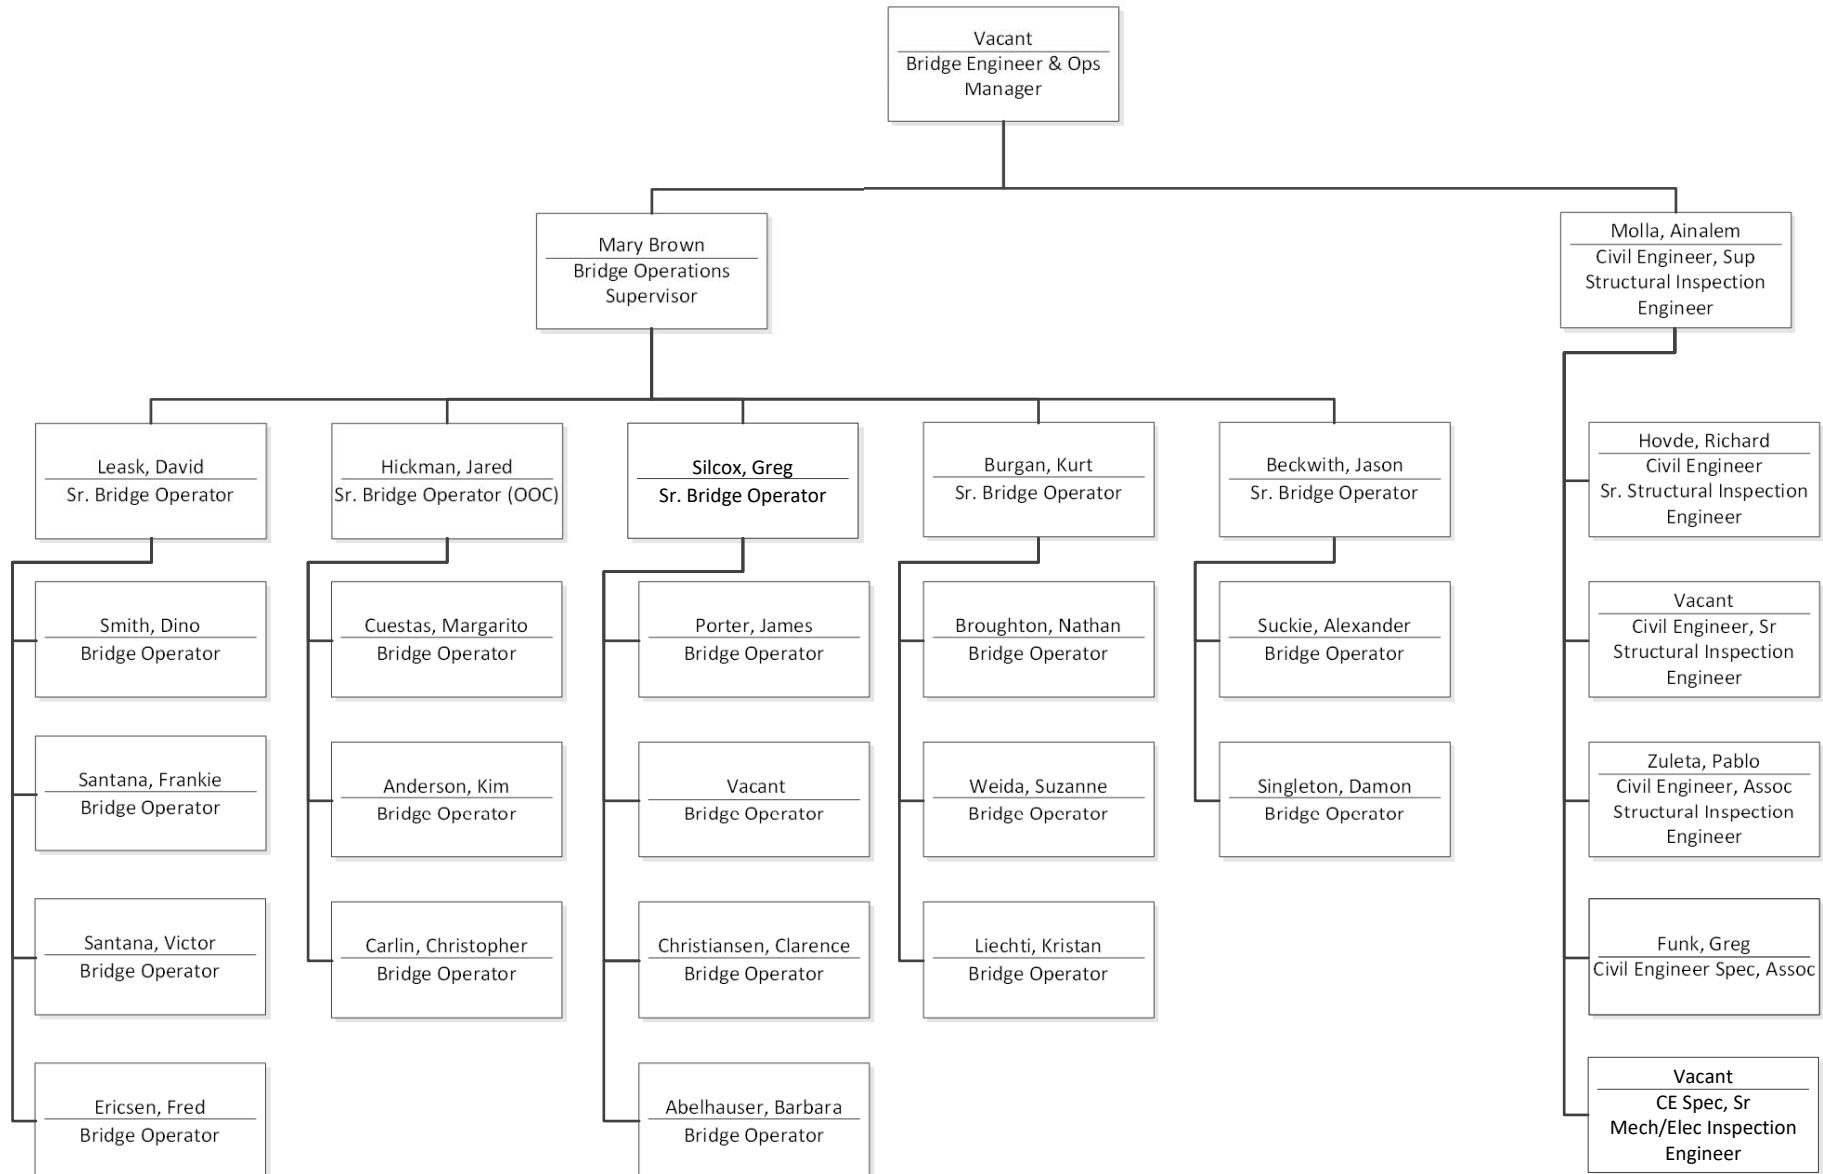 Vacant
Bridge Engineer & Ops
Manager
Mary Brown
Bridge Operations
Supervisor
Molla, Ainalem
Civil Engineer, Sup
Structural Inspection
Engineer
Leask, David
Sr. Bridge Operator
Smith, Dino
Bridge Operator
Santana, Frankie
Bridge Operator
Santana, Victor
Bridge Operator
Ericsen, Fred
Bridge Operator
Hickman, Jared
Sr. Bridge Operator (OOC)
Cuestas, Margarito
Bridge Operator
Anderson, Kim
Bridge Operator
Carlin, Christopher
Bridge Operator
Silcox, Greg
Sr. Bridge Operator
Porter, James
Bridge Operator
Vacant
Bridge Operator
Christiansen, Clarence
Bridge Operator
Abelhauser, Barbara
Bridge Operator
Burgan, Kurt
Sr. Bridge Operator
Broughton, Nathan
Bridge Operator
Weida, Suzanne
Bridge Operator
Liechti, Kristan
Bridge Operator
Beckwith, Jason
Sr. Bridge Operator
Suckie, Alexander
Bridge Operator
Singleton, Damon
Bridge Operator
Hovde, Richard
Civil Engineer
Sr. Structural Inspection
Engineer
Vacant
Civil Engineer, Sr
Structural Inspection
Engineer
Zuleta, Pablo
Civil Engineer, Assoc
Structural Inspection
Engineer
Funk, Greg
Civil Engineer Spec, Assoc
Vacant
CE Spec, Sr
Mech/Elec Inspection
Engineer